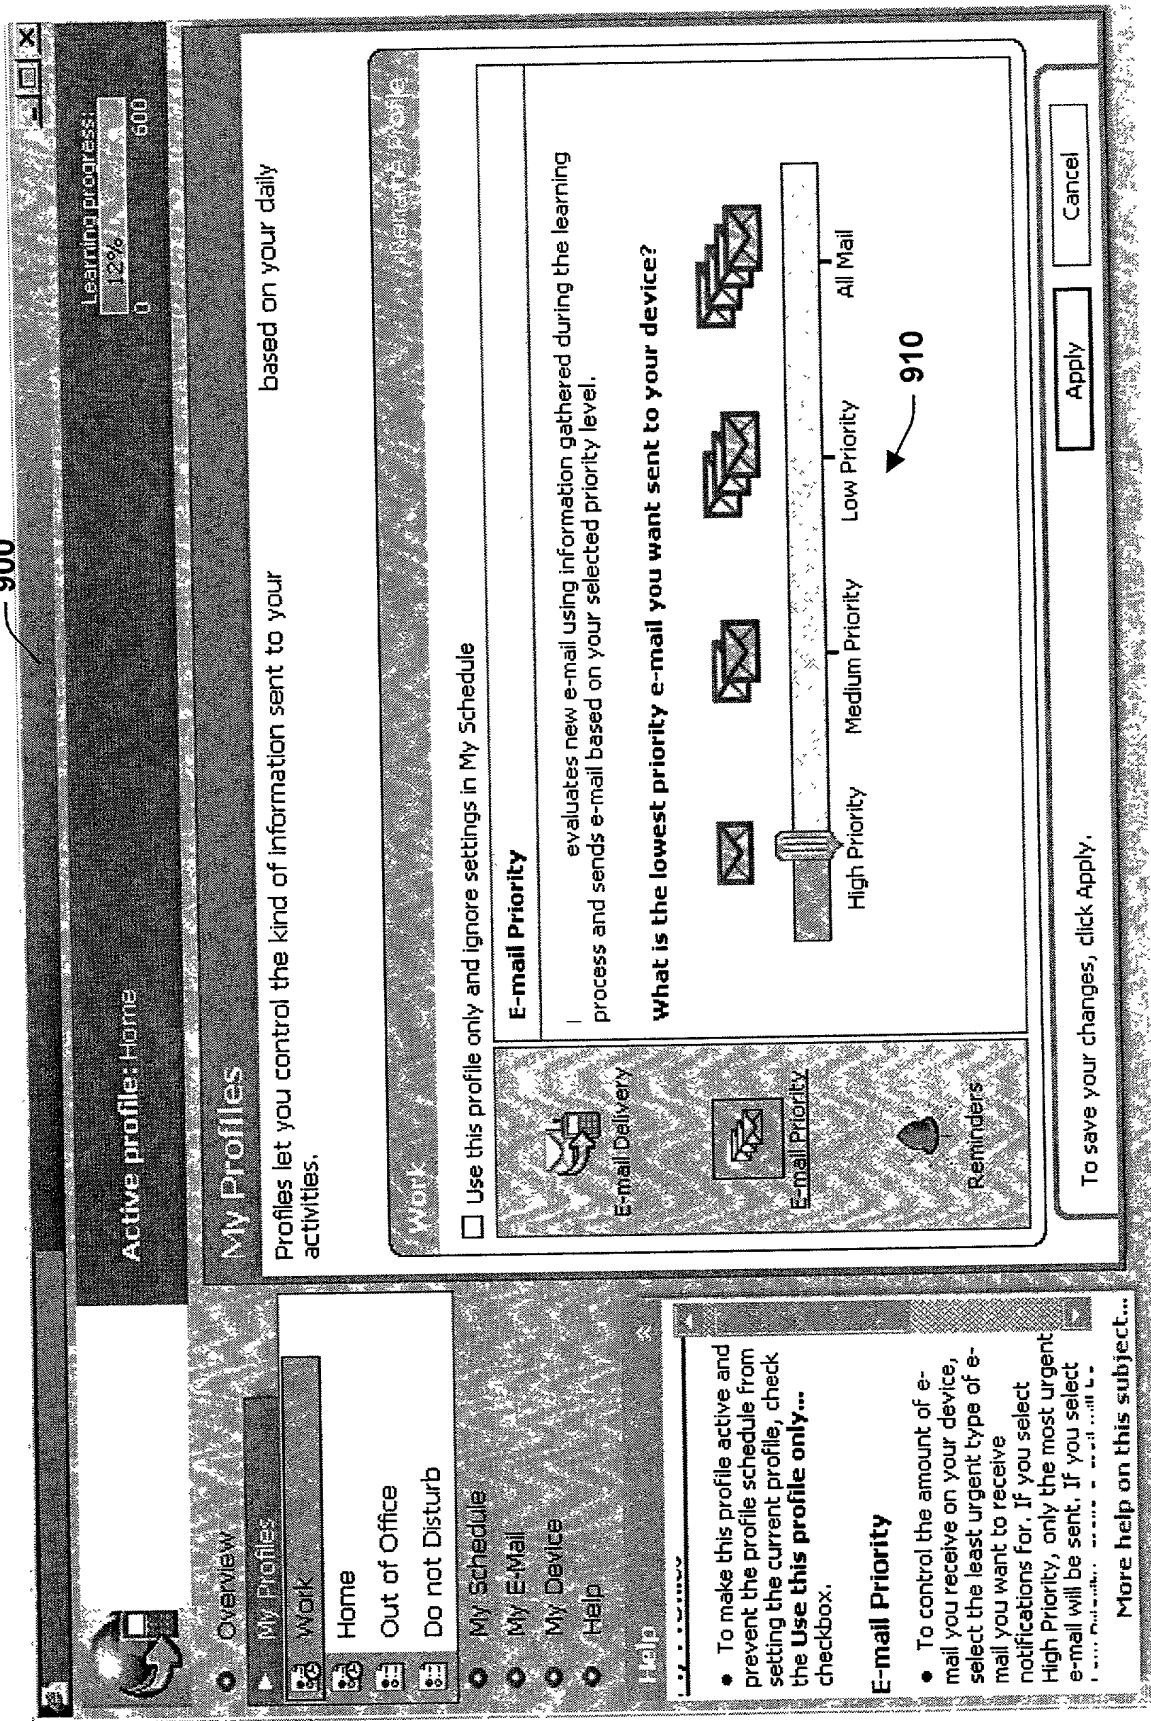 900
Learning progress:
12%
0 600
Active profile: Home
Overview
My Profiles
Work
Home
Out of Office
Do not Disturb
My Schedule
My E-Mail
My Device
Help
Help
• To make this profile active and
prevent the profile schedule from
setting the current profile, check
the Use this profile only...
checkbox.
E-mail Priority
• To control the amount of e-
mail you receive on your device,
select the least urgent type of e-
mail you want to receive
notifications for. If you select
High Priority, only the most urgent
e-mail will be sent. If you select
More help on this subject...
My Profiles
Profiles let you control the kind of information sent to your based on your daily
activities.
Work
Rename Profile
Use this profile only and ignore settings in My Schedule
E-mail Delivery
E-mail Priority
Reminders
E-mail Priority
evaluates new e-mail using information gathered during the learning
process and sends e-mail based on your selected priority level.
What is the lowest priority e-mail you want sent to your device?
High Priority Medium Priority Low Priority All Mail
910
To save your changes, click Apply.
Apply Cancel